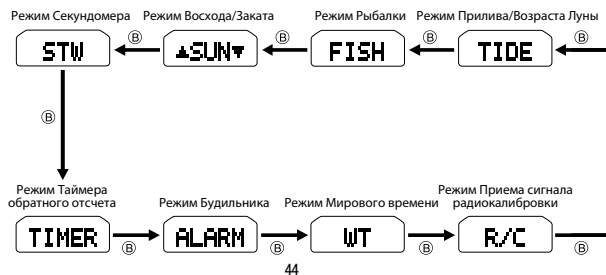 Режим Секундомера Режим Восхода/Заката Режим Рыбалки Режим Прилива/Возраста Луны
STW Ⓑ ▲SUN▼ Ⓑ FISH Ⓑ TIDE Ⓑ
Ⓑ
Режим Таймера обратного отсчета Режим Будильника Режим Мирового времени Режим Приема сигнала радиокалибровки
TIMER Ⓑ ALARM Ⓑ WT Ⓑ R/C Ⓑ
44